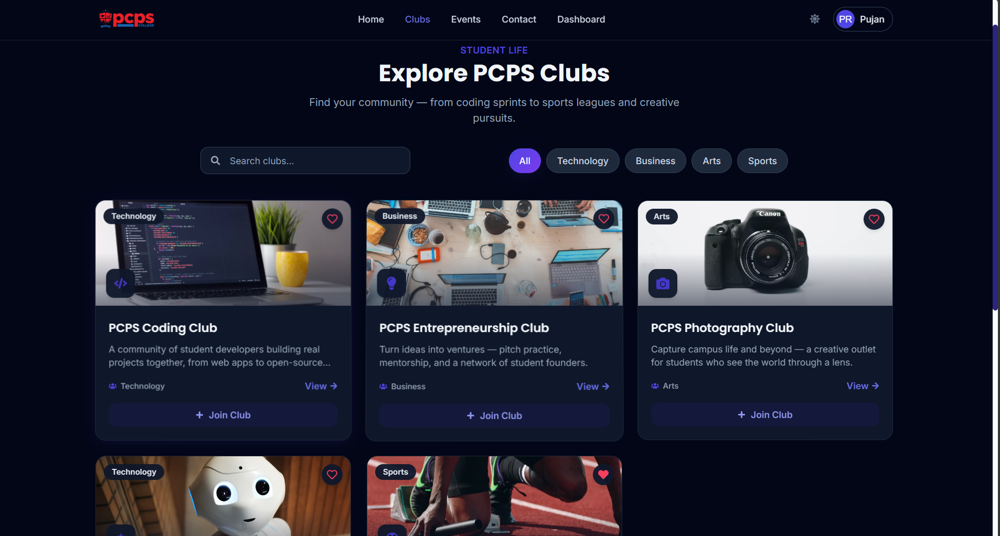 pcps
COLLEGE
Home
Clubs
Events
Contact
Dashboard
PR
Pujan
STUDENT LIFE
Explore PCPS Clubs
Find your community — from coding sprints to sports leagues and creative
pursuits.
Search clubs...
All
Technology
Business
Arts
Sports
Technology
Business
Arts
Canon
EOS
PCPS Coding Club
A community of student developers building real
projects together, from web apps to open-source...
Technology
View →
+ Join Club
PCPS Entrepreneurship Club
Turn ideas into ventures — pitch practice,
mentorship, and a network of student founders.
Business
View →
+ Join Club
PCPS Photography Club
Capture campus life and beyond — a creative outlet
for students who see the world through a lens.
Arts
View →
+ Join Club
Technology
Sports